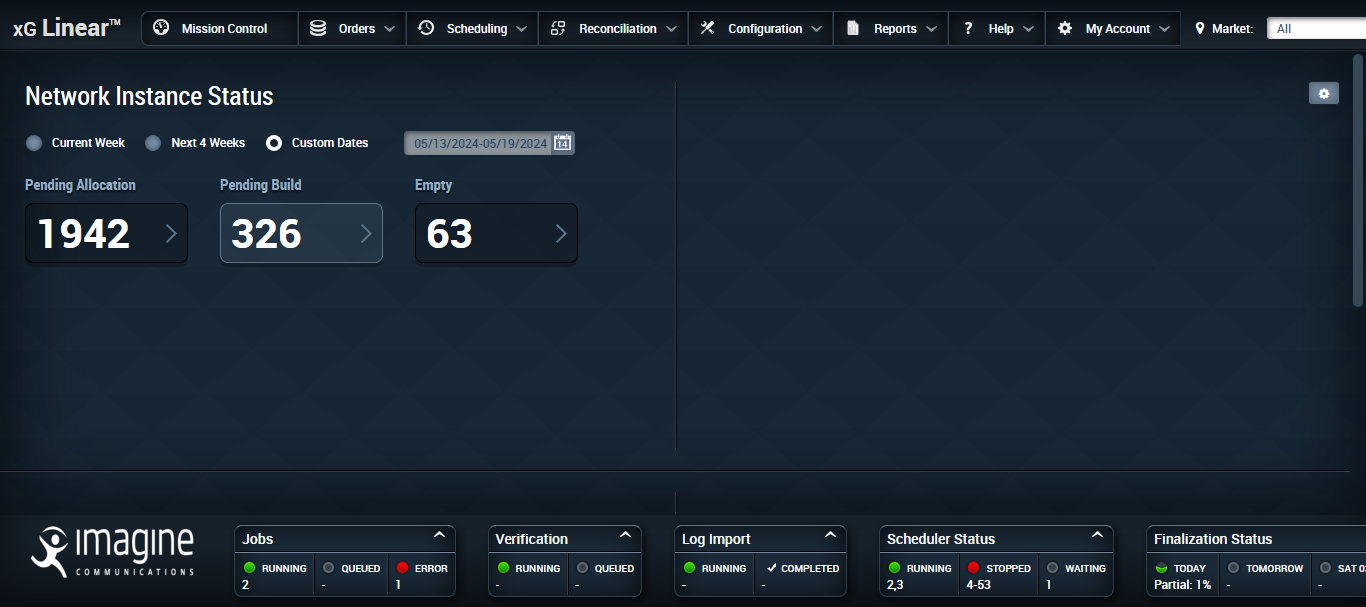 xG Linear™
Mission Control
Orders
Scheduling
Reconciliation
Configuration
Reports
Help
My Account
Market:
All
Network Instance Status
Current Week
Next 4 Weeks
Custom Dates
05/13/2024-05/19/2024
14
Pending Allocation
Pending Build
Empty
1942
326
63
imagine
COMMUNICATIONS
Jobs
RUNNING
QUEUED
ERROR
2
-
1
Verification
RUNNING
QUEUED
-
-
Log Import
RUNNING
COMPLETED
-
-
Scheduler Status
RUNNING
STOPPED
WAITING
2,3
4-53
1
Finalization Status
TODAY
TOMORROW
SAT
Partial: 1%
-
-